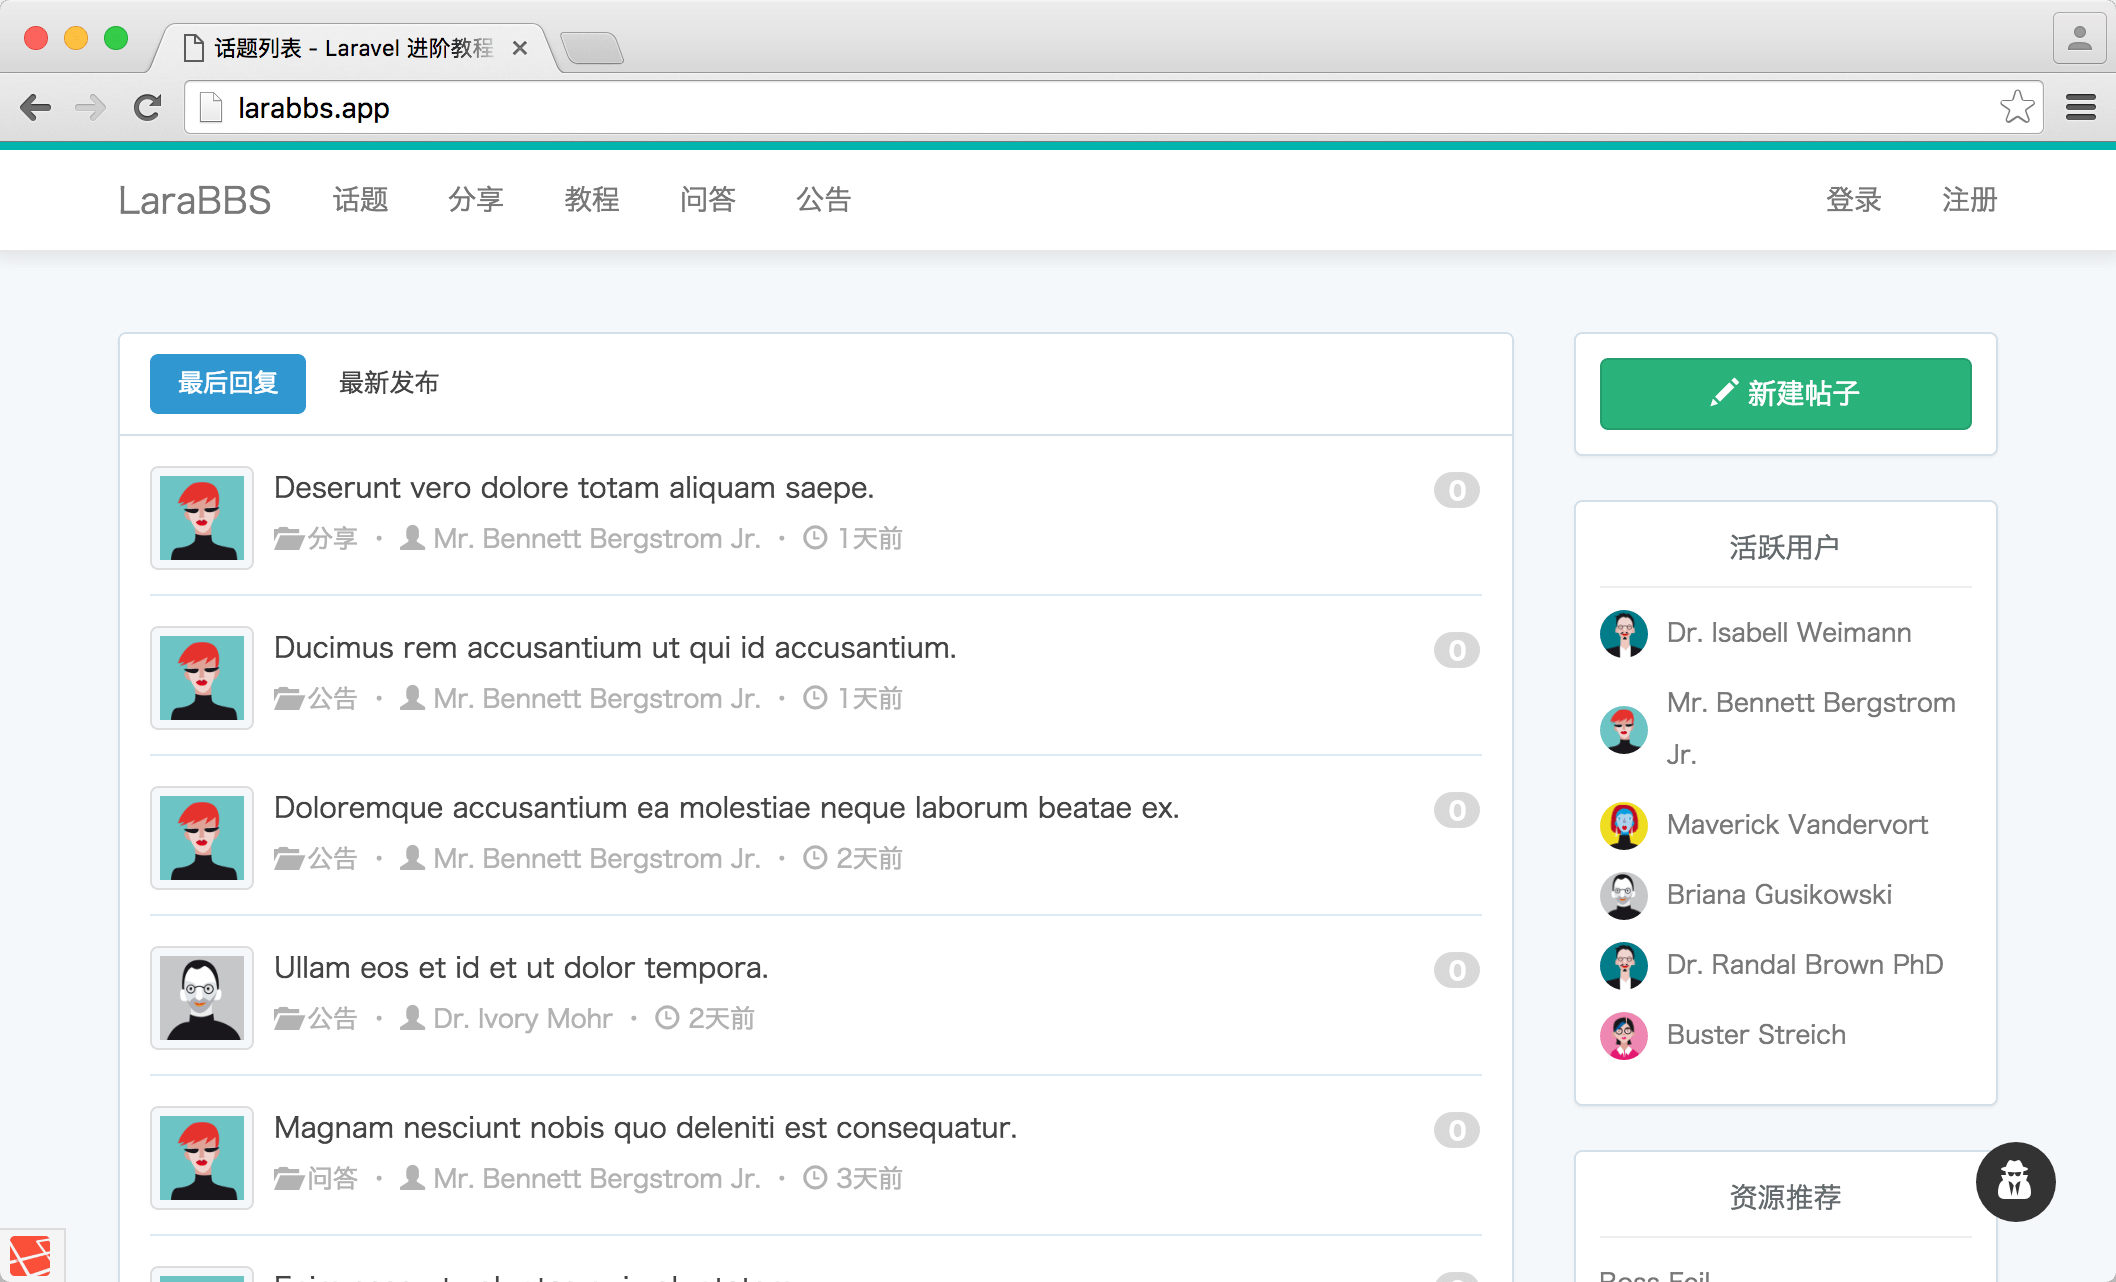 话题列表 - Laravel 进阶教程
larabbs.app
LaraBBS 话题 分享 教程 问答 公告 登录 注册
最后回复 最新发布
Deserunt vero dolore totam aliquam saepe. 0
分享 • Mr. Bennett Bergstrom Jr. • 1天前
Ducimus rem accusantium ut qui id accusantium. 0
公告 • Mr. Bennett Bergstrom Jr. • 1天前
Doloremque accusantium ea molestiae neque laborum beatae ex. 0
公告 • Mr. Bennett Bergstrom Jr. • 2天前
Ullam eos et id et ut dolor tempora. 0
公告 • Dr. Ivory Mohr • 2天前
Magnam nesciunt nobis quo deleniti est consequatur. 0
问答 • Mr. Bennett Bergstrom Jr. • 3天前
新建帖子
活跃用户
Dr. Isabell Weimann
Mr. Bennett Bergstrom
Jr.
Maverick Vandervort
Briana Gusikowski
Dr. Randal Brown PhD
Buster Streich
资源推荐